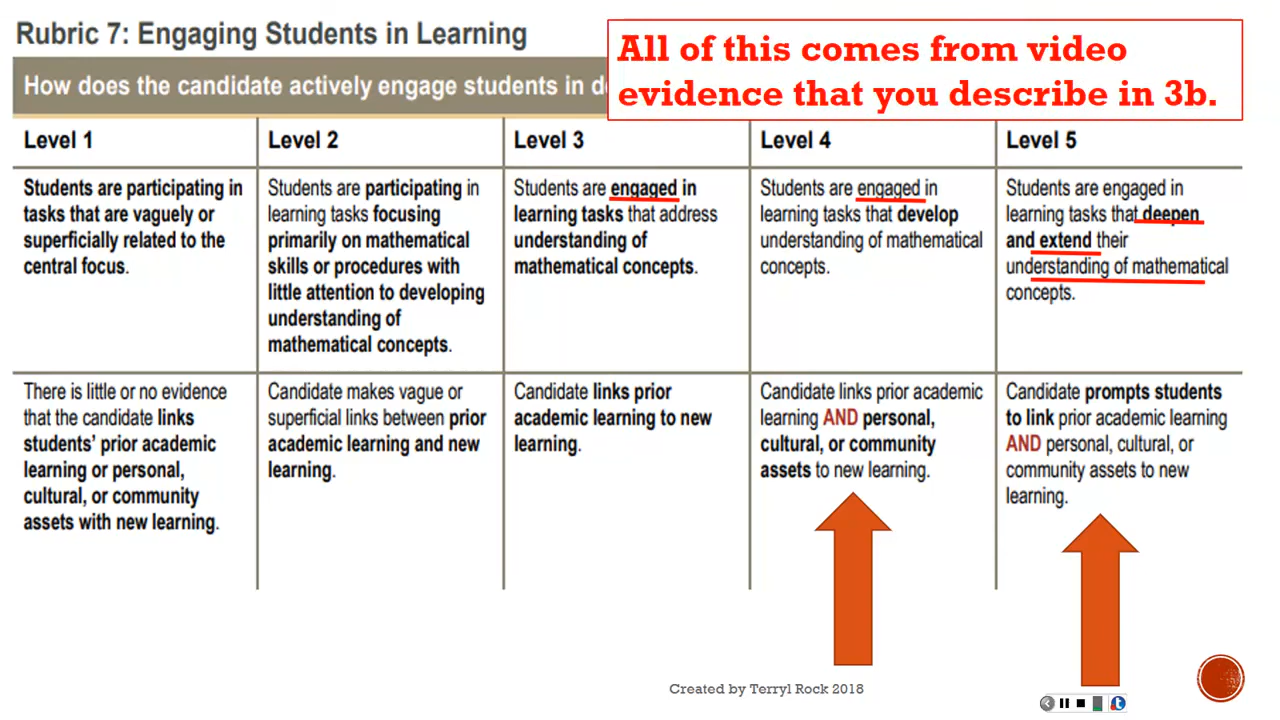 Rubric 7: Engaging Students in Learning
All of this comes from video
evidence that you describe in 3b.
How does the candidate actively engage students in
Level 1
Level 2
Level 3
Level 4
Level 5
Students are participating in
tasks that are vaguely or
superficially related to the
central focus.
Students are participating in
learning tasks focusing
primarily on mathematical
skills or procedures with
little attention to developing
understanding of
mathematical concepts.
Students are engaged in
learning tasks that address
understanding of
mathematical concepts.
Students are engaged in
learning tasks that develop
understanding of mathematical
concepts.
Students are engaged in
learning tasks that deepen
and extend their
understanding of mathematical
concepts.
There is little or no evidence
that the candidate links
students’ prior academic
learning or personal,
cultural, or community
assets with new learning.
Candidate makes vague or
superficial links between prior
academic learning and new
learning.
Candidate links prior
academic learning to new
learning.
Candidate links prior academic
learning AND personal,
cultural, or community
assets to new learning.
Candidate prompts students
to link prior academic learning
AND personal, cultural, or
community assets to new
learning.
Created by Terryl Rock 2018